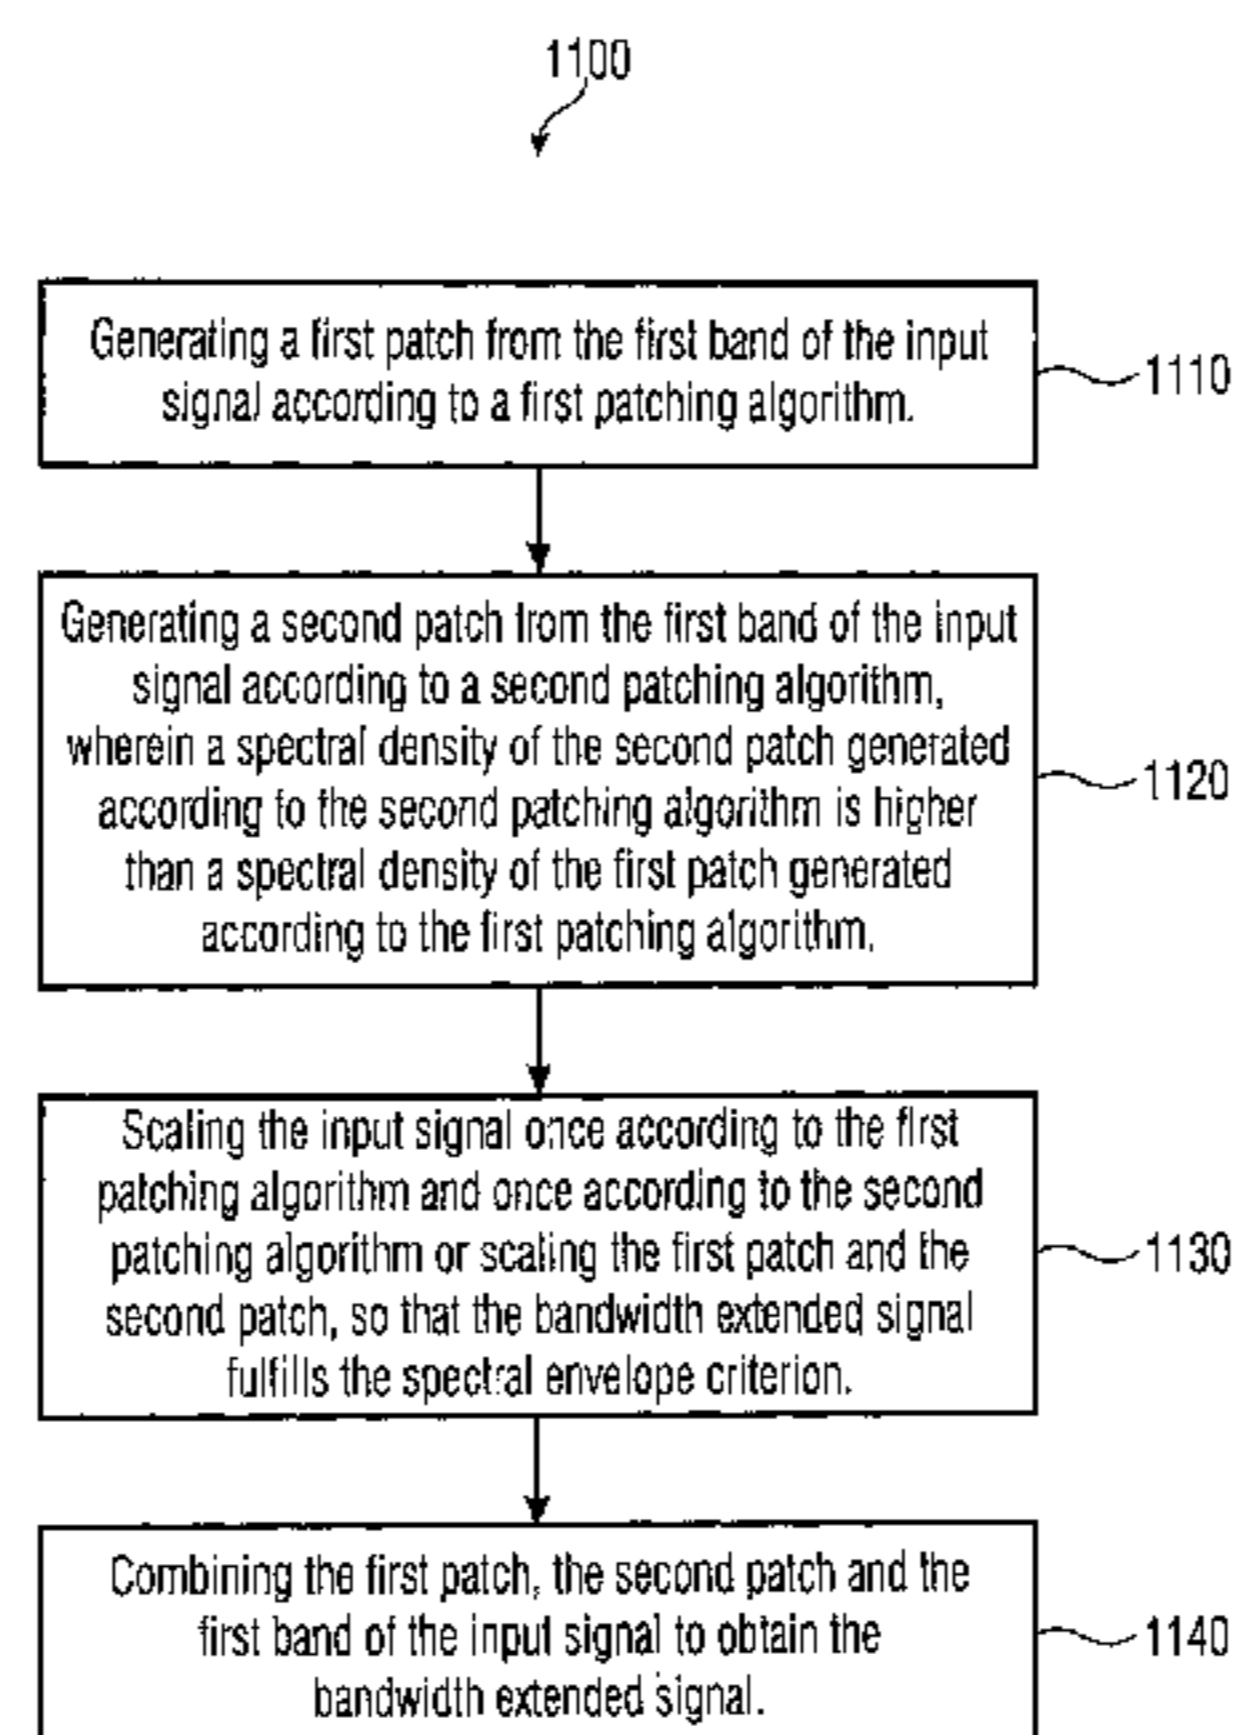 1100
Generating a first patch from the first band of the input
signal according to a first patching algorithm.
1110
Generating a second patch from the first band of the input
signal according to a second patching algorithm,
wherein a spectral density of the second patch generated
according to the second patching algorithm is higher
than a spectral density of the first patch generated
according to the first patching algorithm.
1120
Scaling the input signal once according to the first
patching algorithm and once according to the second
patching algorithm or scaling the first patch and the
second patch, so that the bandwidth extended signal
fulfills the spectral envelope criterion.
1130
Combining the first patch, the second patch and the
first band of the input signal to obtain the
bandwidth extended signal.
1140